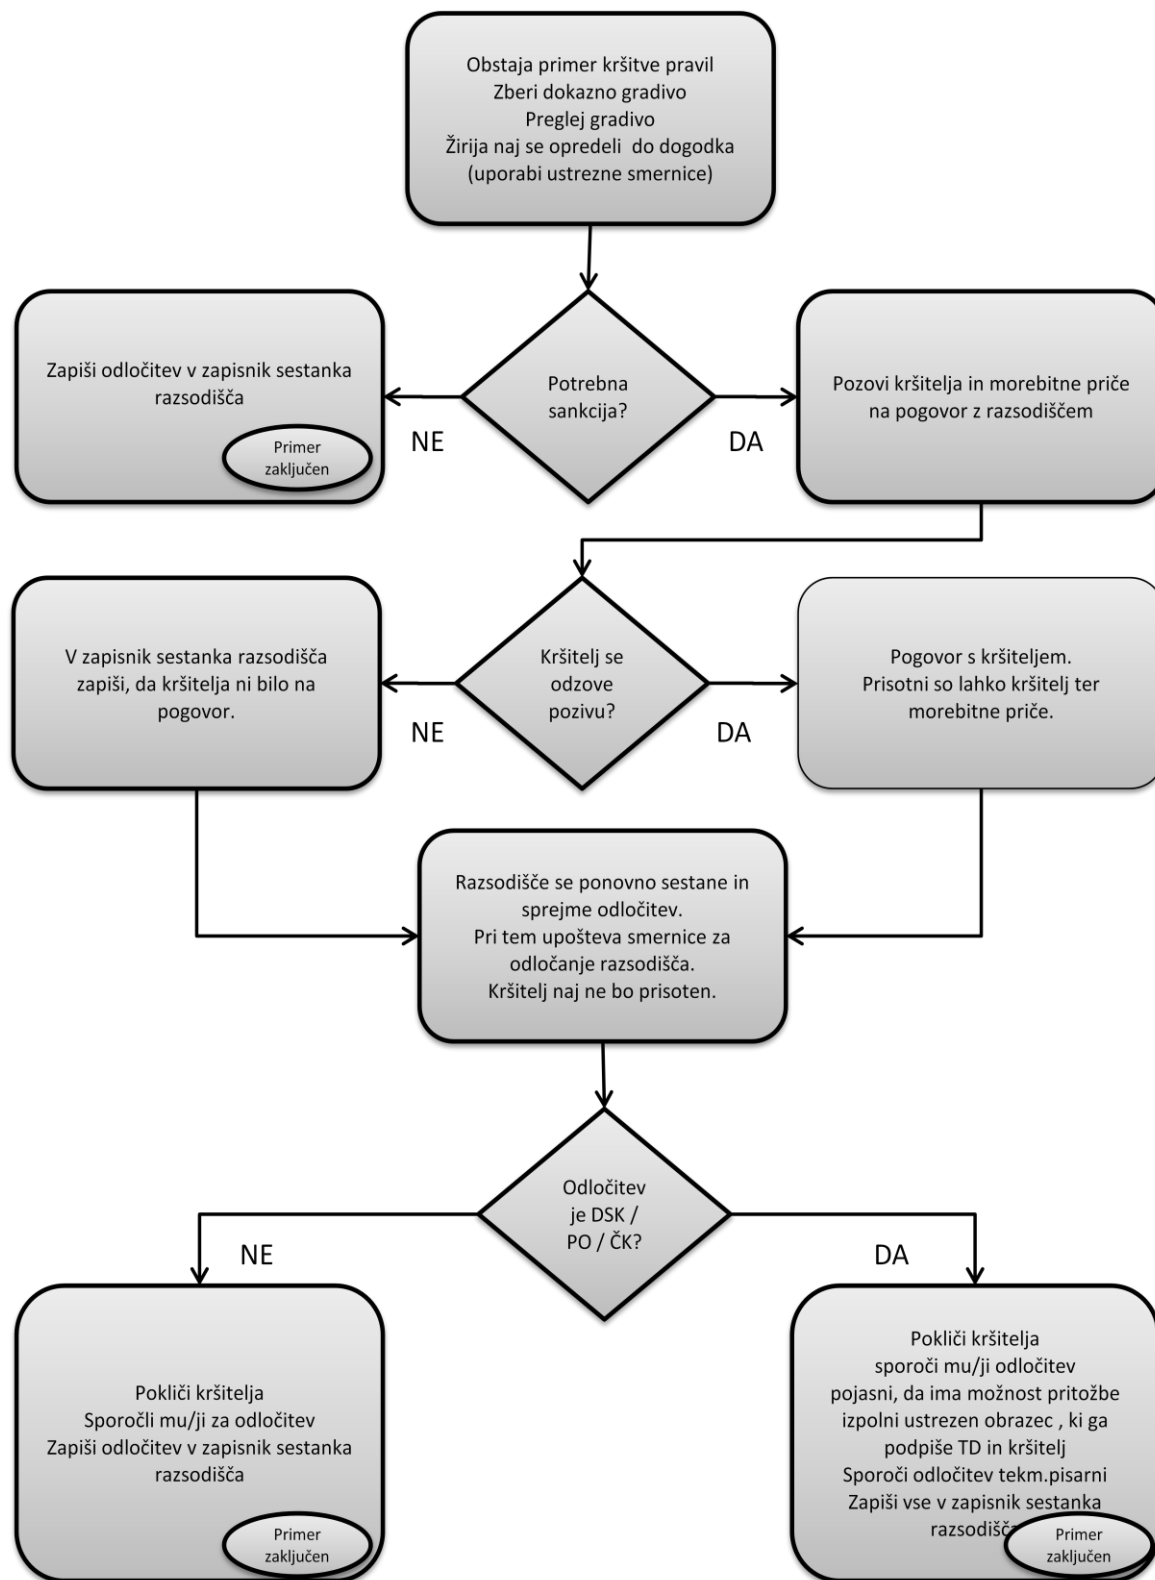 Obstaja primer kršitve pravil
Zberi dokazno gradivo
Preglej gradivo
Žirija naj se opredeli  do dogodka
(uporabi ustrezne smernice)
Zapiši odločitev v zapisnik sestanka
razsodišča
Primer
zaključen
NE
Potrebna
sankcija?
DA
Pozovi kršitelja in morebitne priče
na pogovor z razsodiščem
V zapisnik sestanka razsodišča
zapiši, da kršitelja ni bilo na
pogovor.
NE
Kršitelj se
odzove
pozivu?
DA
Pogovor s kršiteljem.
Prisotni so lahko kršitelj ter
morebitne priče.
Razsodišče se ponovno sestane in
sprejme odločitev.
Pri tem upošteva smernice za
odločanje razsodišča.
Kršitelj naj ne bo prisoten.
Odločitev
je DSK /
PO / ČK?
NE
DA
Pokliči kršitelja
Sporočli mu/ji za odločitev
Zapiši odločitev v zapisnik sestanka
razsodišča
Primer
zaključen
Pokliči kršitelja
sporoči mu/ji odločitev
pojasni, da ima možnost pritožbe
izpolni ustrezen obrazec , ki ga
podpiše TD in kršitelj
Sporoči odločitev tekm.pisarni
Zapiši vse v zapisnik sestanka
razsodišča
Primer
zaključen